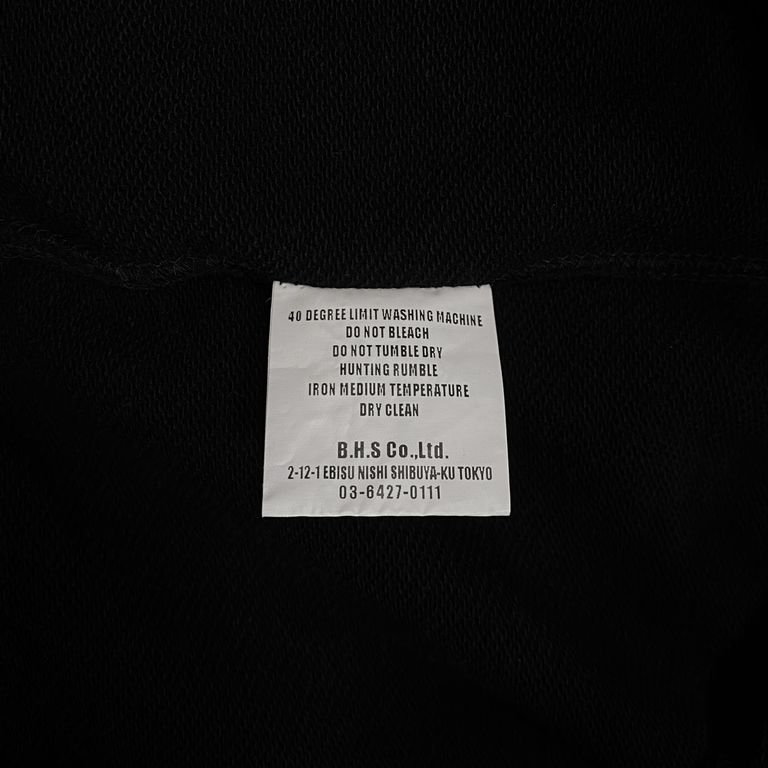 40 DEGREE LIMIT WASHING MACHINE
DO NOT BLEACH
DO NOT TUMBLE DRY
HUNTING RUMBLE
IRON MEDIUM TEMPERATURE
DRY CLEAN
B.H.S Co.,Ltd.
2-12-1 EBISU NISHI SHIBUYA-KU TOKYO
03-6427-0111